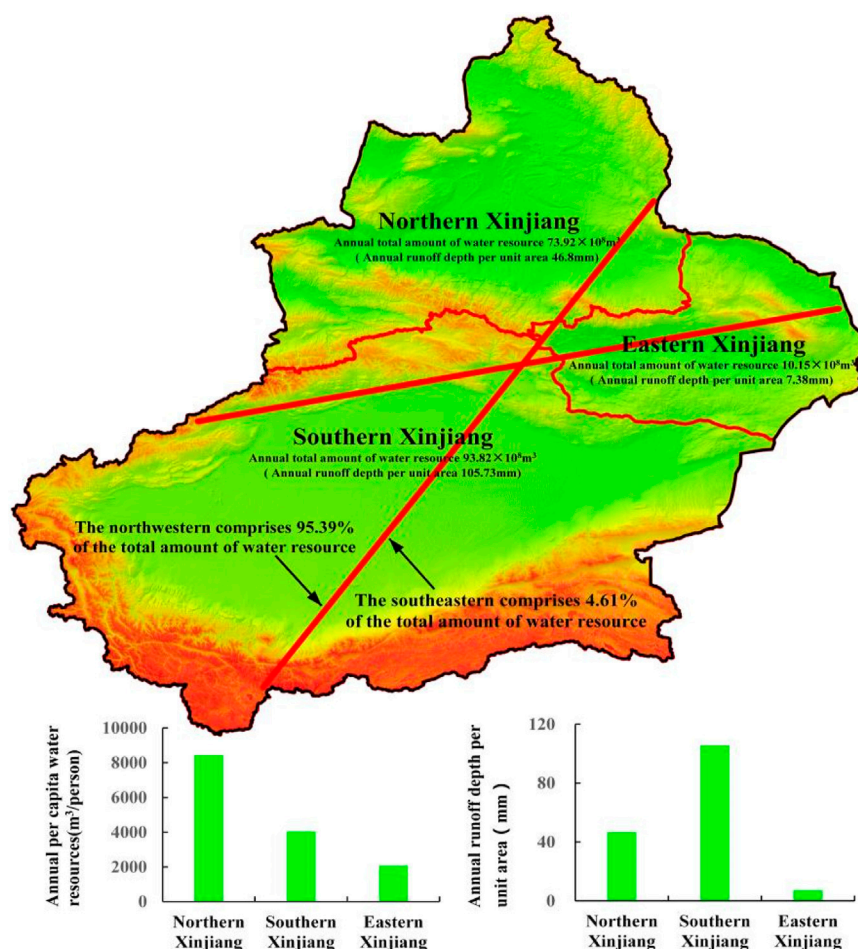 Northern Xinjiang
Annual total amount of water resource 73.92×10⁸m³
( Annual runoff depth per unit area 46.8mm)
Eastern Xinjiang
Annual total amount of water resource 10.15×10⁸m³
( Annual runoff depth per unit area 7.38mm)
Southern Xinjiang
Annual total amount of water resource 93.82×10⁸m³
( Annual runoff depth per unit area 105.73mm)
The northwestern comprises 95.39%
of the total amount of water resource
The southeastern comprises 4.61%
of the total amount of water resource
Annual per capita water
resources(m³/person)
10000
8000
6000
4000
2000
0
Northern
Xinjiang
Southern
Xinjiang
Eastern
Xinjiang
Annual runoff depth per
unit area ( mm)
120
80
40
0
Northern
Xinjiang
Southern
Xinjiang
Eastern
Xinjiang